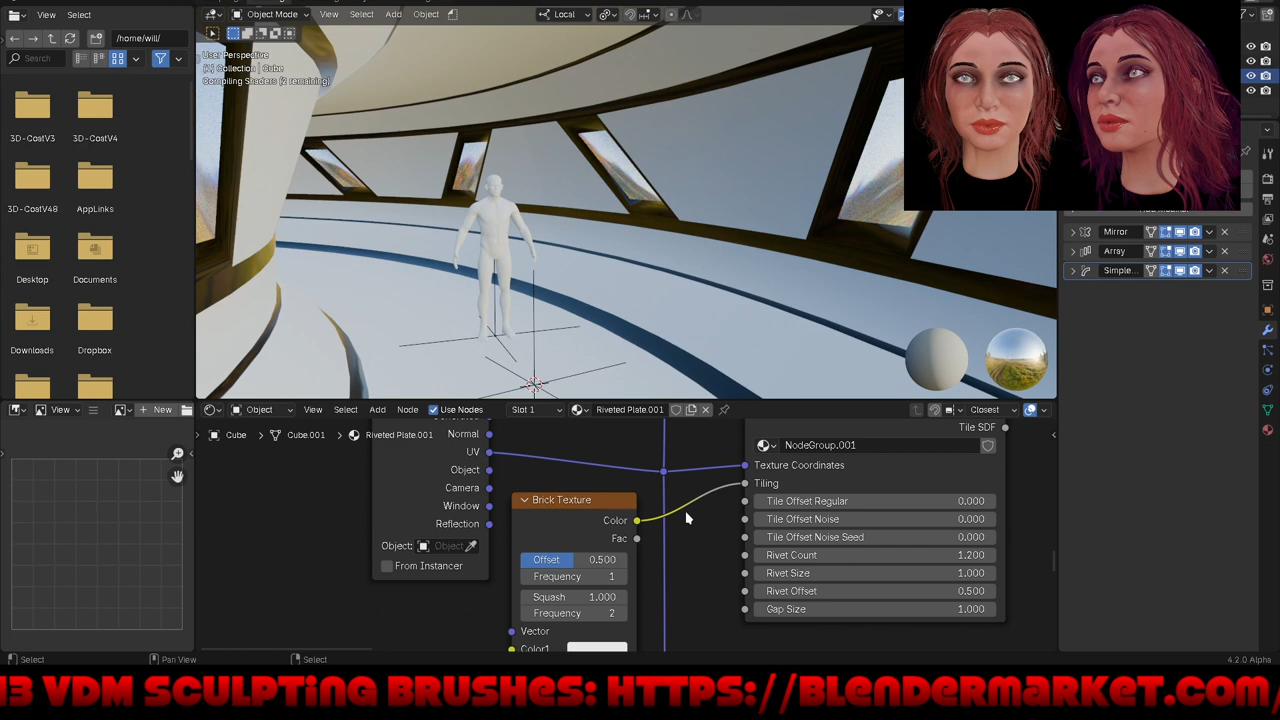 Object Mode
View
Select
Add
Object
Local
/home/will/
Search
3D-CostV3
3D-CostV4
3D-CostV48
AppLinks
Desktop
Documents
Downloads
Dropbox
User Perspective
(1) Collection | Cube
Compiling Shaders (2 remaining)
Mirror
Array
Simple...
View
New
Object
View
Select
Add
Node
Use Nodes
Slot 1
Riveted Plate.001
Closest
Cube
Cube.001
Riveted Plate.001
Normal
UV
Object
Camera
Window
Reflection
Object:
Object
From Instancer
Brick Texture
Color
Fac
Offset 0.500
Frequency 1
Squash 1.000
Frequency 2
Vector
Color1
Tile SDF
NodeGroup.001
Texture Coordinates
Tiling
Tile Offset Regular 0.000
Tile Offset Noise 0.000
Tile Offset Noise Seed 0.000
Rivet Count 1.200
Rivet Size 1.000
Rivet Offset 0.500
Gap Size 1.000
Select
Pan View
Select
4.2.0 Alpha
13 VDM SCULPTING BRUSHES: HTTPS://BLENDERMARKET.COM/